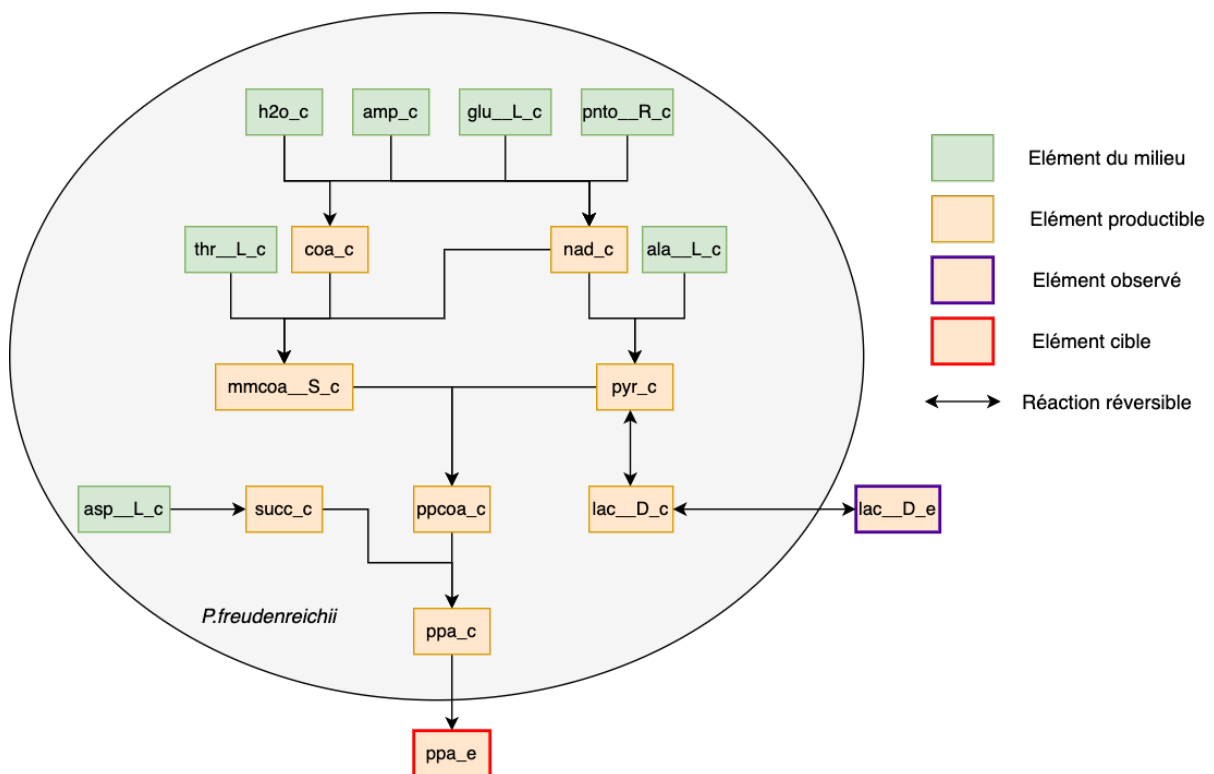 h2o_c
amp_c
glu__L_c
pnto__R_c
thr__L_c
coa_c
nad_c
ala__L_c
mmcoa__S_c
pyr_c
asp__L_c
succ_c
ppcoa_c
lac__D_c
lac__D_e
P.freudenreichii
ppa_c
ppa_e
Elément du milieu
Elément productible
Elément observé
Elément cible
Réaction réversible